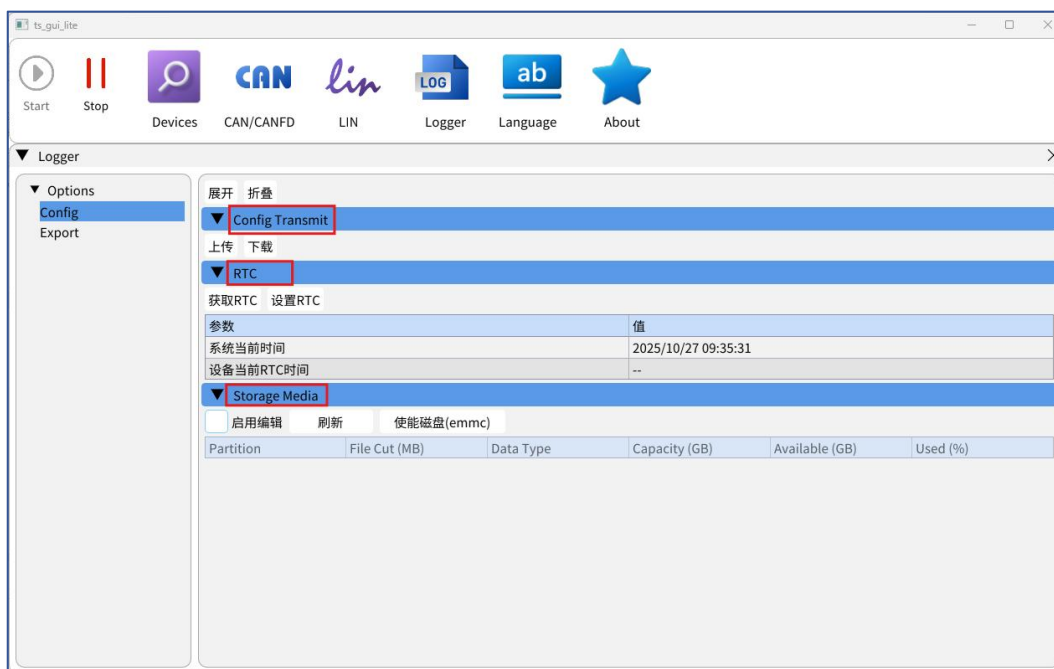 ts_gui_lite
CAN lin LOG ab
Start Stop Devices CAN/CANFD LIN Logger Language About
Logger
Options
Config
Export
展开 折叠
Config Transmit
上传 下载
RTC
获取RTC 设置RTC
参数 值
系统当前时间 2025/10/27 09:35:31
设备当前RTC时间 --
Storage Media
启用编辑 刷新 使能磁盘(emmc)
Partition File Cut (MB) Data Type Capacity (GB) Available (GB) Used (%)